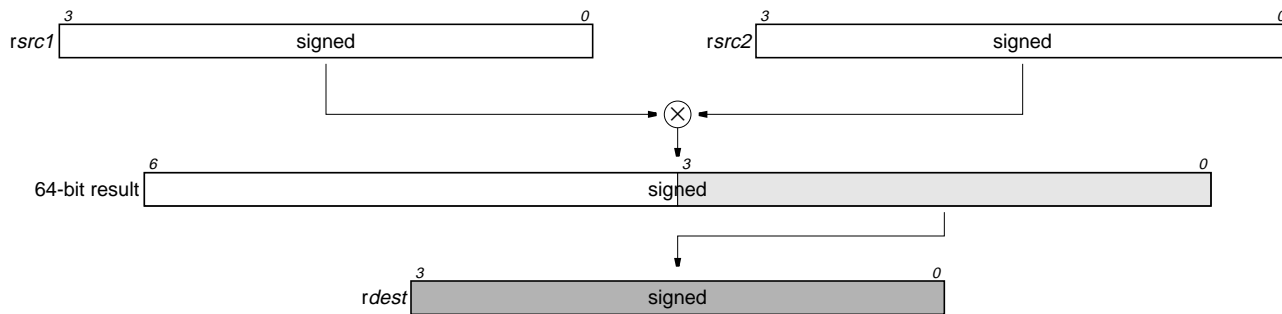 3 0 3 0
rsrc1 signed rsrc2 signed
6 3 0
64-bit result signed
3 0
rdest signed